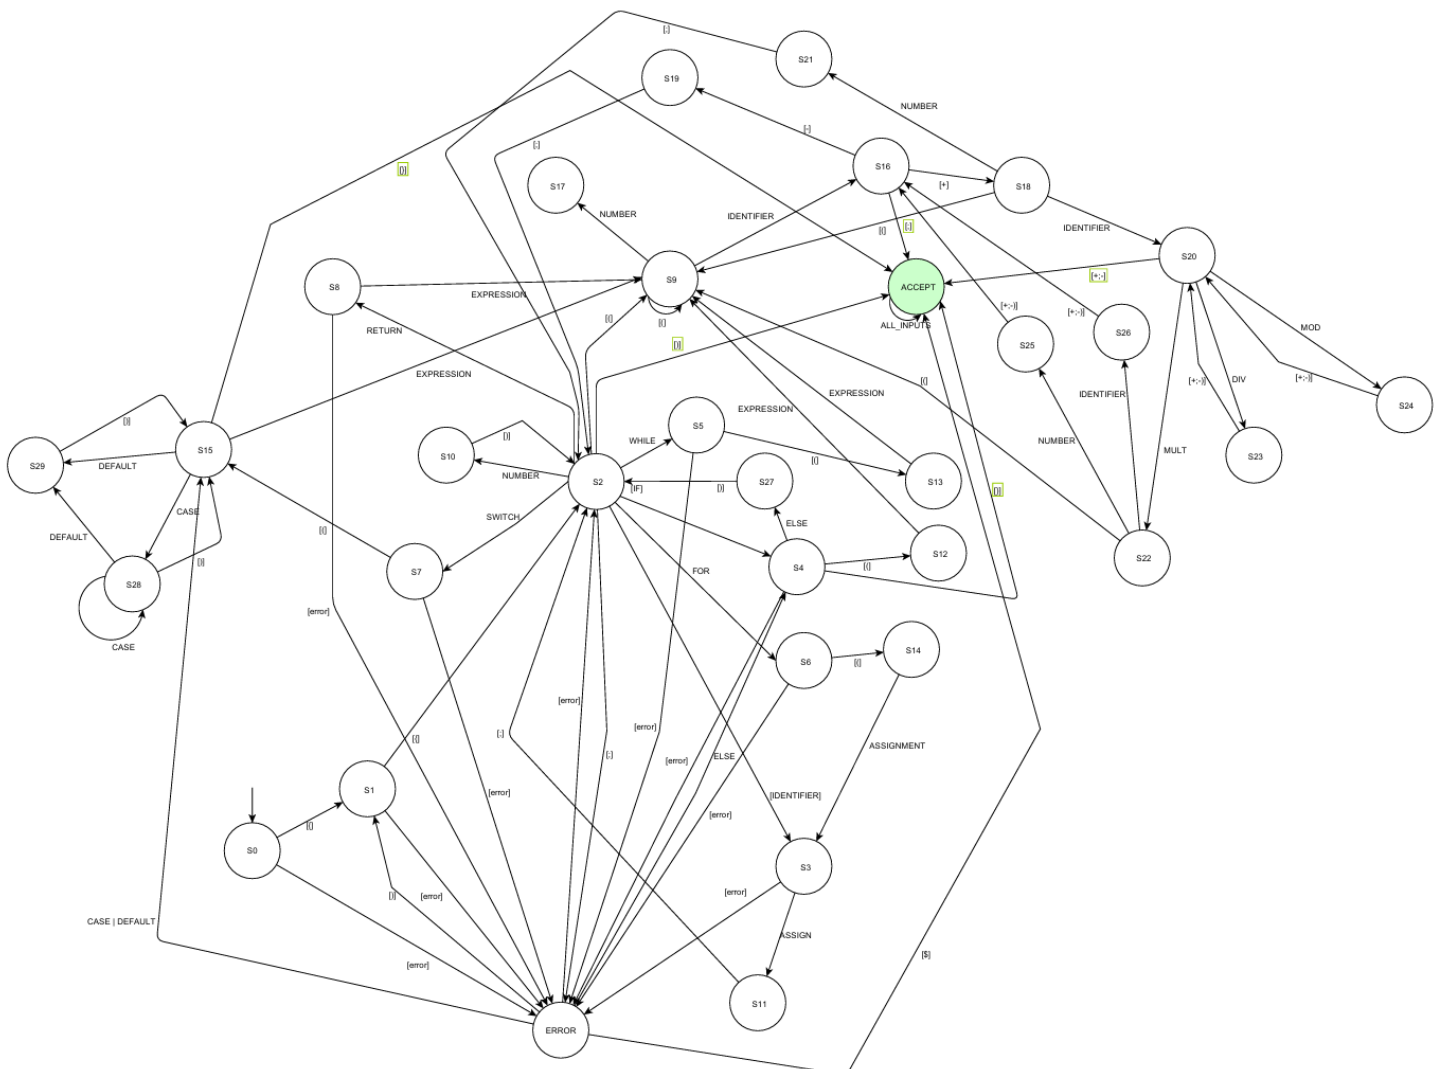 [;]
S21
S19
NUMBER
[-]
[;]
S16
[}]
S17
[+]
S18
NUMBER
IDENTIFIER
[;]
IDENTIFIER
[(]
S20
[+;-]
S9
S8
ACCEPT
EXPRESSION
[+;-)]
[+;-)]
[(]
[(]
ALL_INPUTS
RETURN
S26
MOD
[}]
S25
EXPRESSION
[(]
[+;-)]
DIV
[+;-)]
EXPRESSION
IDENTIFIER
S24
EXPRESSION
[}]
S5
S15
WHILE
NUMBER
MULT
S10
[)]
S29
DEFAULT
[(]
S23
NUMBER
S2
[IF]
[)]
S27
S13
[}]
CASE
SWITCH
ELSE
[(]
DEFAULT
S12
S4
[(]
S22
[)]
S7
FOR
S28
[error]
CASE
S14
S6
[(]
[error]
[;]
[error]
[;]
ASSIGNMENT
[{]
[error]
ELSE
S1
[error]
[IDENTIFIER]
[error]
[{]
S0
S3
[}]
[error]
[error]
CASE | DEFAULT
ASSIGN
[$]
[error]
S11
ERROR